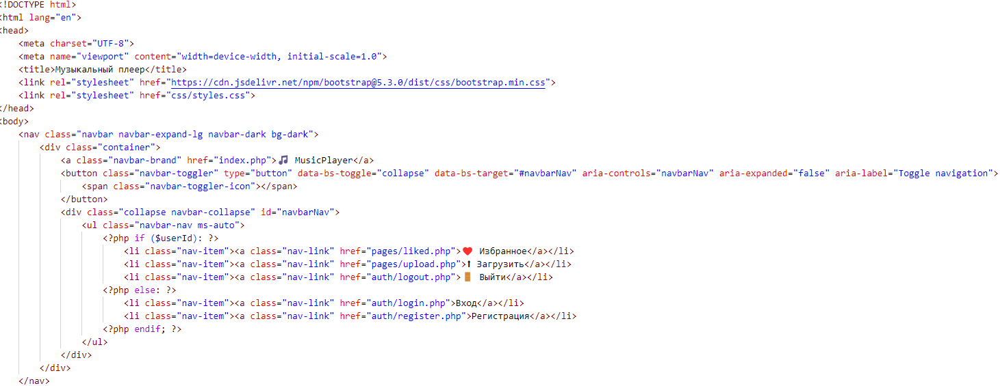 <!DOCTYPE html>
<html lang="en">
<head>
    <meta charset="UTF-8">
    <meta name="viewport" content="width=device-width, initial-scale=1.0">
    <title>Музыкальный плеер</title>
    <link rel="stylesheet" href="https://cdn.jsdelivr.net/npm/bootstrap@5.3.0/dist/css/bootstrap.min.css">
    <link rel="stylesheet" href="css/styles.css">
</head>
<body>
    <nav class="navbar navbar-expand-lg navbar-dark bg-dark">
        <div class="container">
            <a class="navbar-brand" href="index.php">🎵 MusicPlayer</a>
            <button class="navbar-toggler" type="button" data-bs-toggle="collapse" data-bs-target="#navbarNav" aria-controls="navbarNav" aria-expanded="false" aria-label="Toggle navigation">
                <span class="navbar-toggler-icon"></span>
            </button>
            <div class="collapse navbar-collapse" id="navbarNav">
                <ul class="navbar-nav ms-auto">
                    <?php if ($userId): ?>
                        <li class="nav-item"><a class="nav-link" href="pages/liked.php">❤️ Избранное</a></li>
                        <li class="nav-item"><a class="nav-link" href="pages/upload.php">⬆ Загрузить</a></li>
                        <li class="nav-item"><a class="nav-link" href="auth/logout.php">🚪 Выйти</a></li>
                    <?php else: ?>
                        <li class="nav-item"><a class="nav-link" href="auth/login.php">Вход</a></li>
                        <li class="nav-item"><a class="nav-link" href="auth/register.php">Регистрация</a></li>
                    <?php endif; ?>
                </ul>
            </div>
        </div>
    </nav>